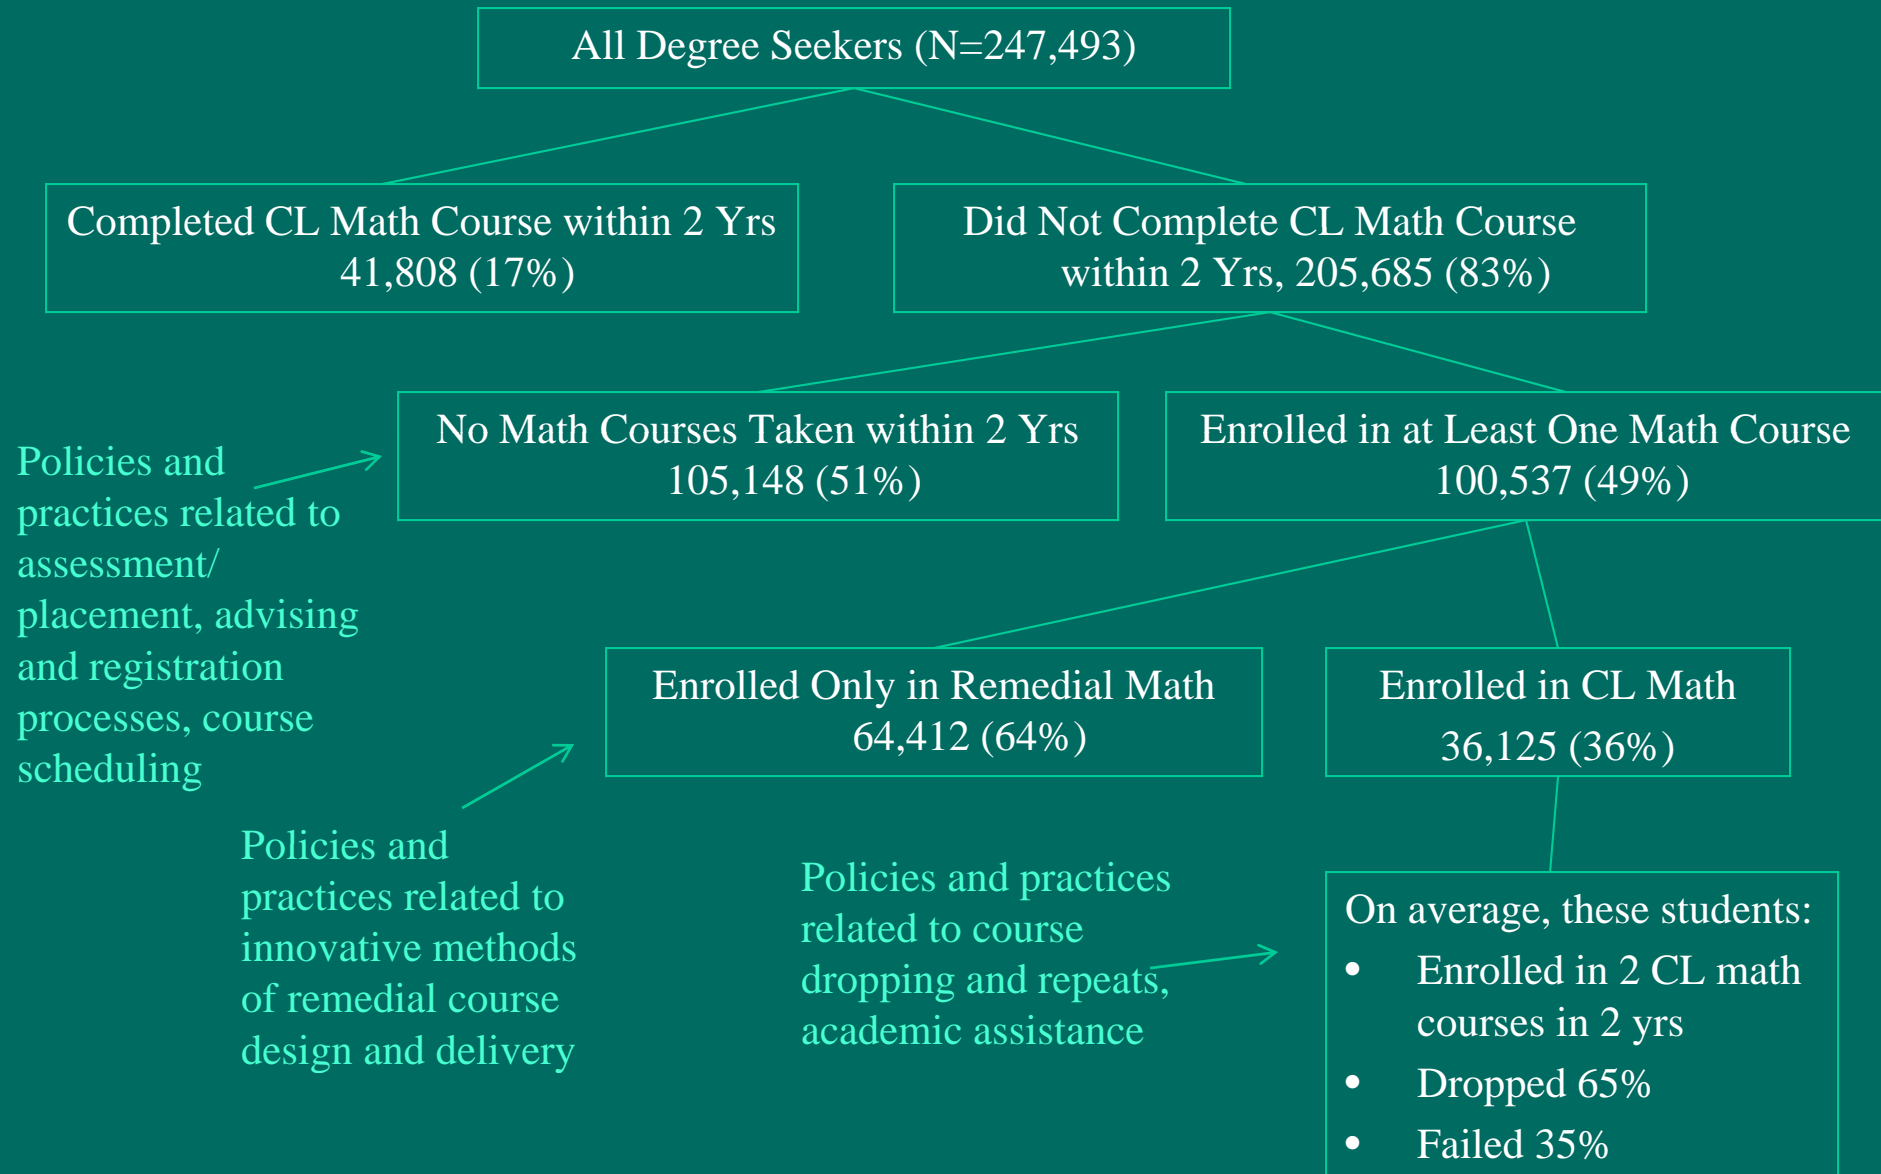 All Degree Seekers (N=247,493)
Completed CL Math Course within 2 Yrs
41,808 (17%)
Did Not Complete CL Math Course
within 2 Yrs, 205,685 (83%)
No Math Courses Taken within 2 Yrs
105,148 (51%)
Enrolled in at Least One Math Course
100,537 (49%)
Policies and
practices related to
assessment/
placement, advising
and registration
processes, course
scheduling
Enrolled Only in Remedial Math
64,412 (64%)
Enrolled in CL Math
36,125 (36%)
Policies and
practices related to
innovative methods
of remedial course
design and delivery
Policies and practices
related to course
dropping and repeats,
academic assistance
On average, these students:
• Enrolled in 2 CL math
courses in 2 yrs
• Dropped 65%
• Failed 35%